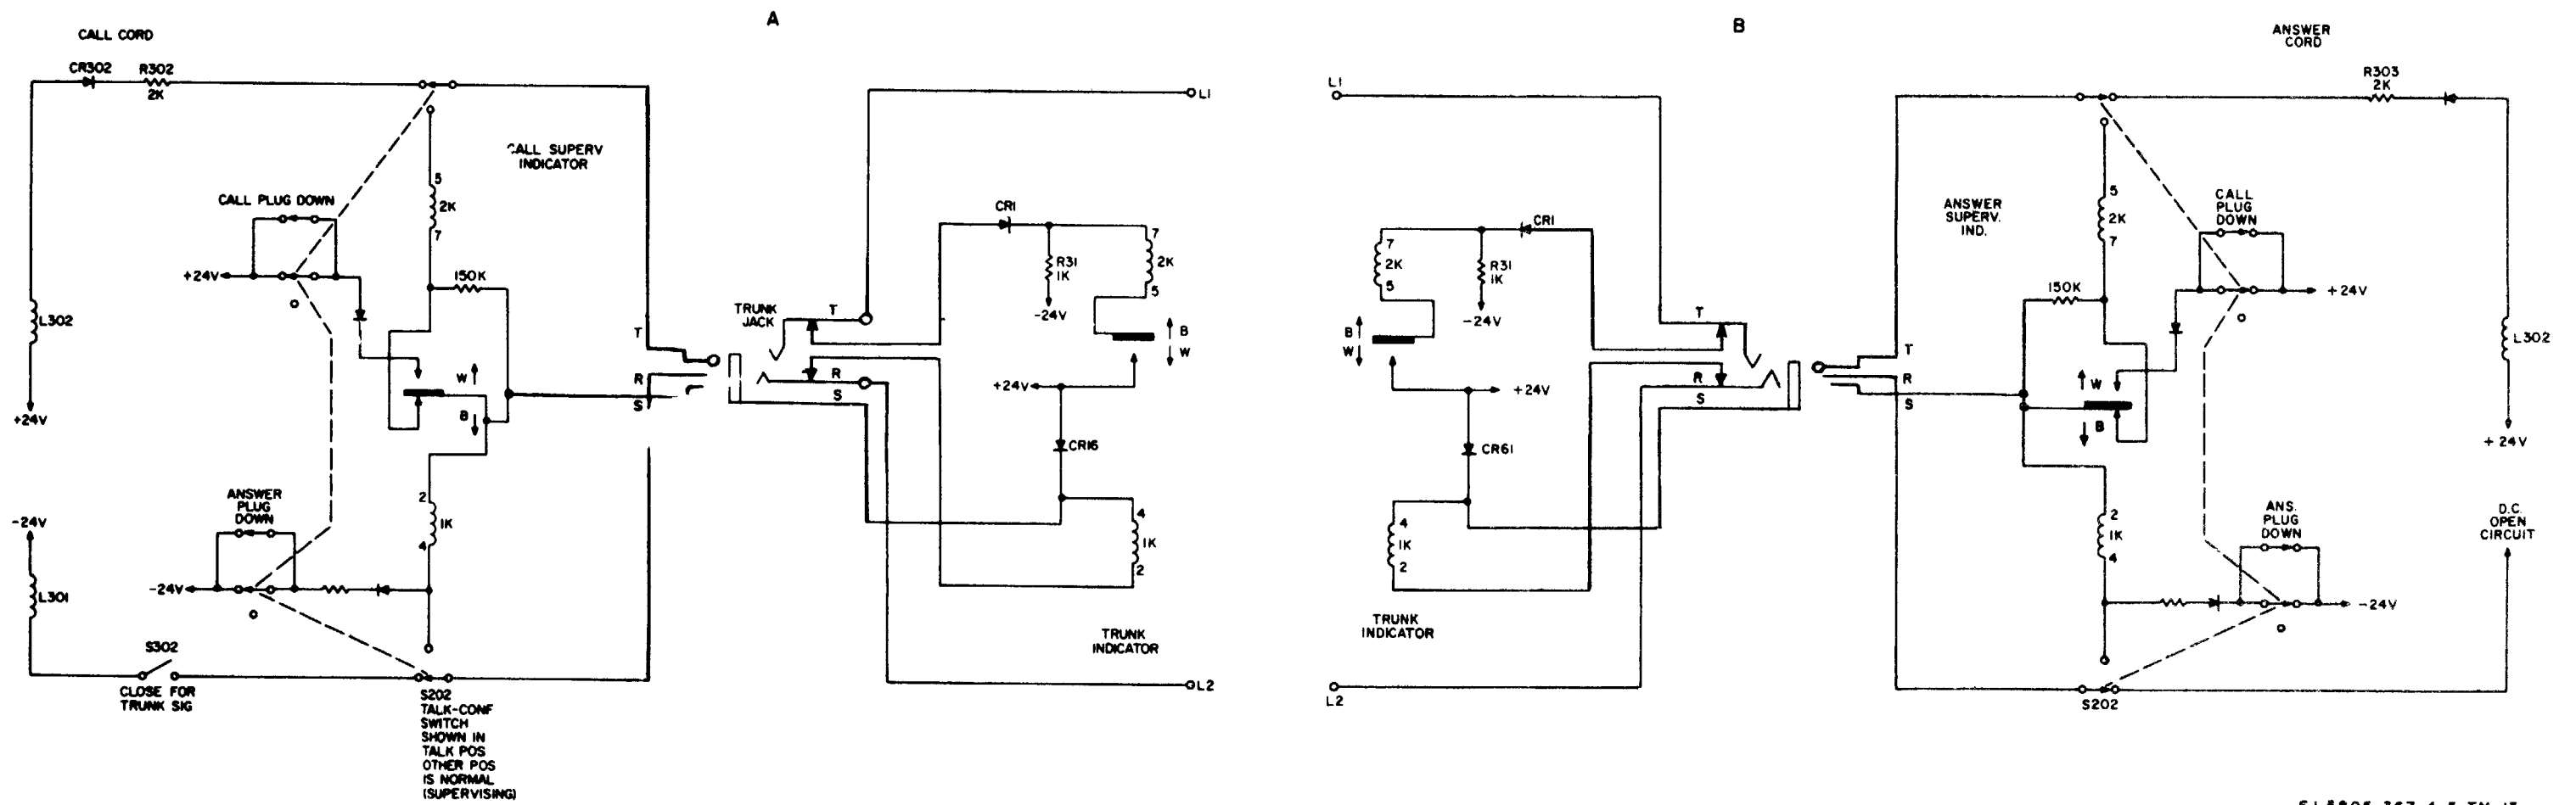 A
CALL CORD
CR302
R302
2K
L1
CALL SUPERV
INDICATOR
5
2K
7
CALL PLUG DOWN
+24V
150K
L302
+24V
CR1
R31
1K
-24V
7
2K
5
TRUNK
JACK
T
T
R
S
R
S
W
B
B
W
+24V
CR16
ANSWER
PLUG
DOWN
2
1K
4
4
1K
2
-24V
-24V
L301
S302
CLOSE FOR
TRUNK SIG
S202
TALK-CONF
SWITCH
SHOWN IN
TALK POS
OTHER POS
IS NORMAL
(SUPERVISING)
TRUNK
INDICATOR
L2
B
ANSWER
CORD
L1
R303
2K
5
2K
7
ANSWER
SUPERV.
IND.
CALL
PLUG
DOWN
CR1
7
2K
5
R31
1K
-24V
150K
+24V
L302
+24V
T
R
S
T
R
S
B
W
+24V
W
B
CR61
4
1K
2
2
1K
4
ANS.
PLUG
DOWN
D.C.
OPEN
CIRCUIT
-24V
TRUNK
INDICATOR
L2
S202